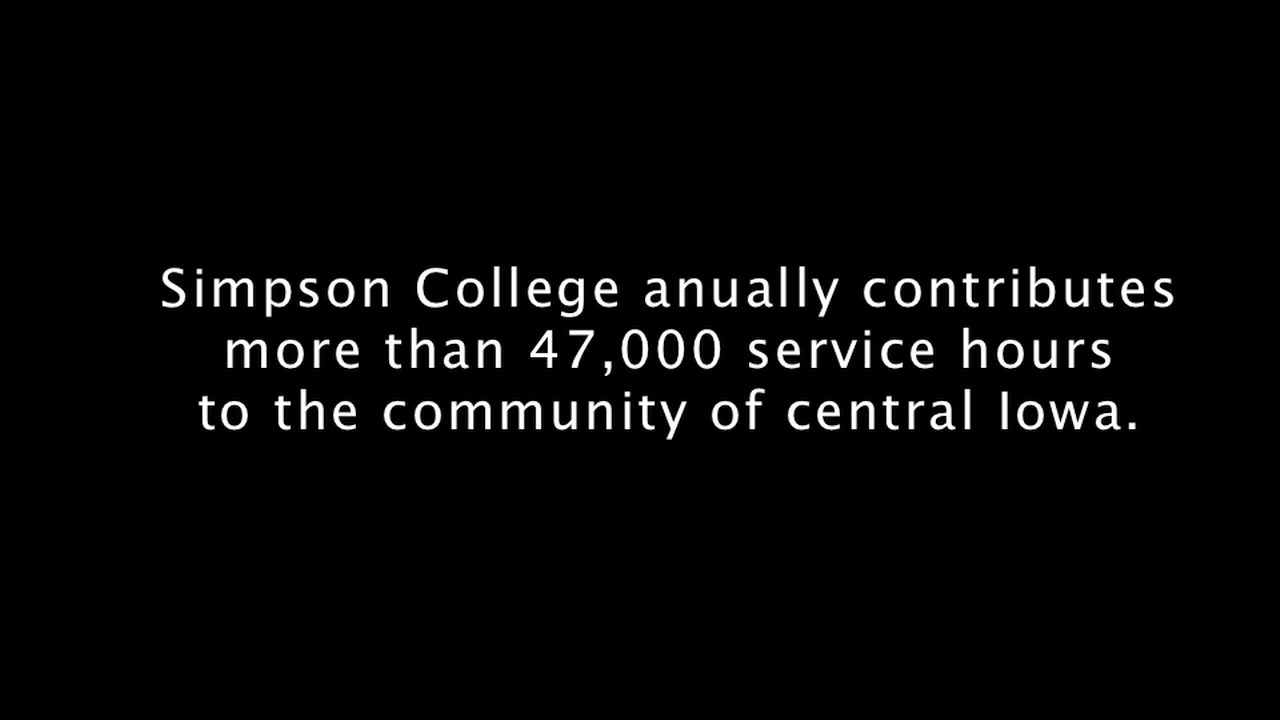 Simpson College anually contributes
more than 47,000 service hours
to the community of central Iowa.